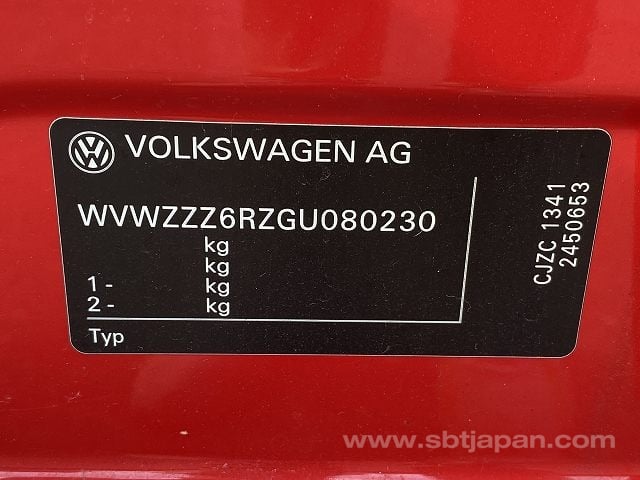 VOLKSWAGEN AG
WVWZZZ6RZGU080230
kg
kg
1 - kg
2 - kg
Typ
CJZC 1341
2450653
www.sbtjapan.com